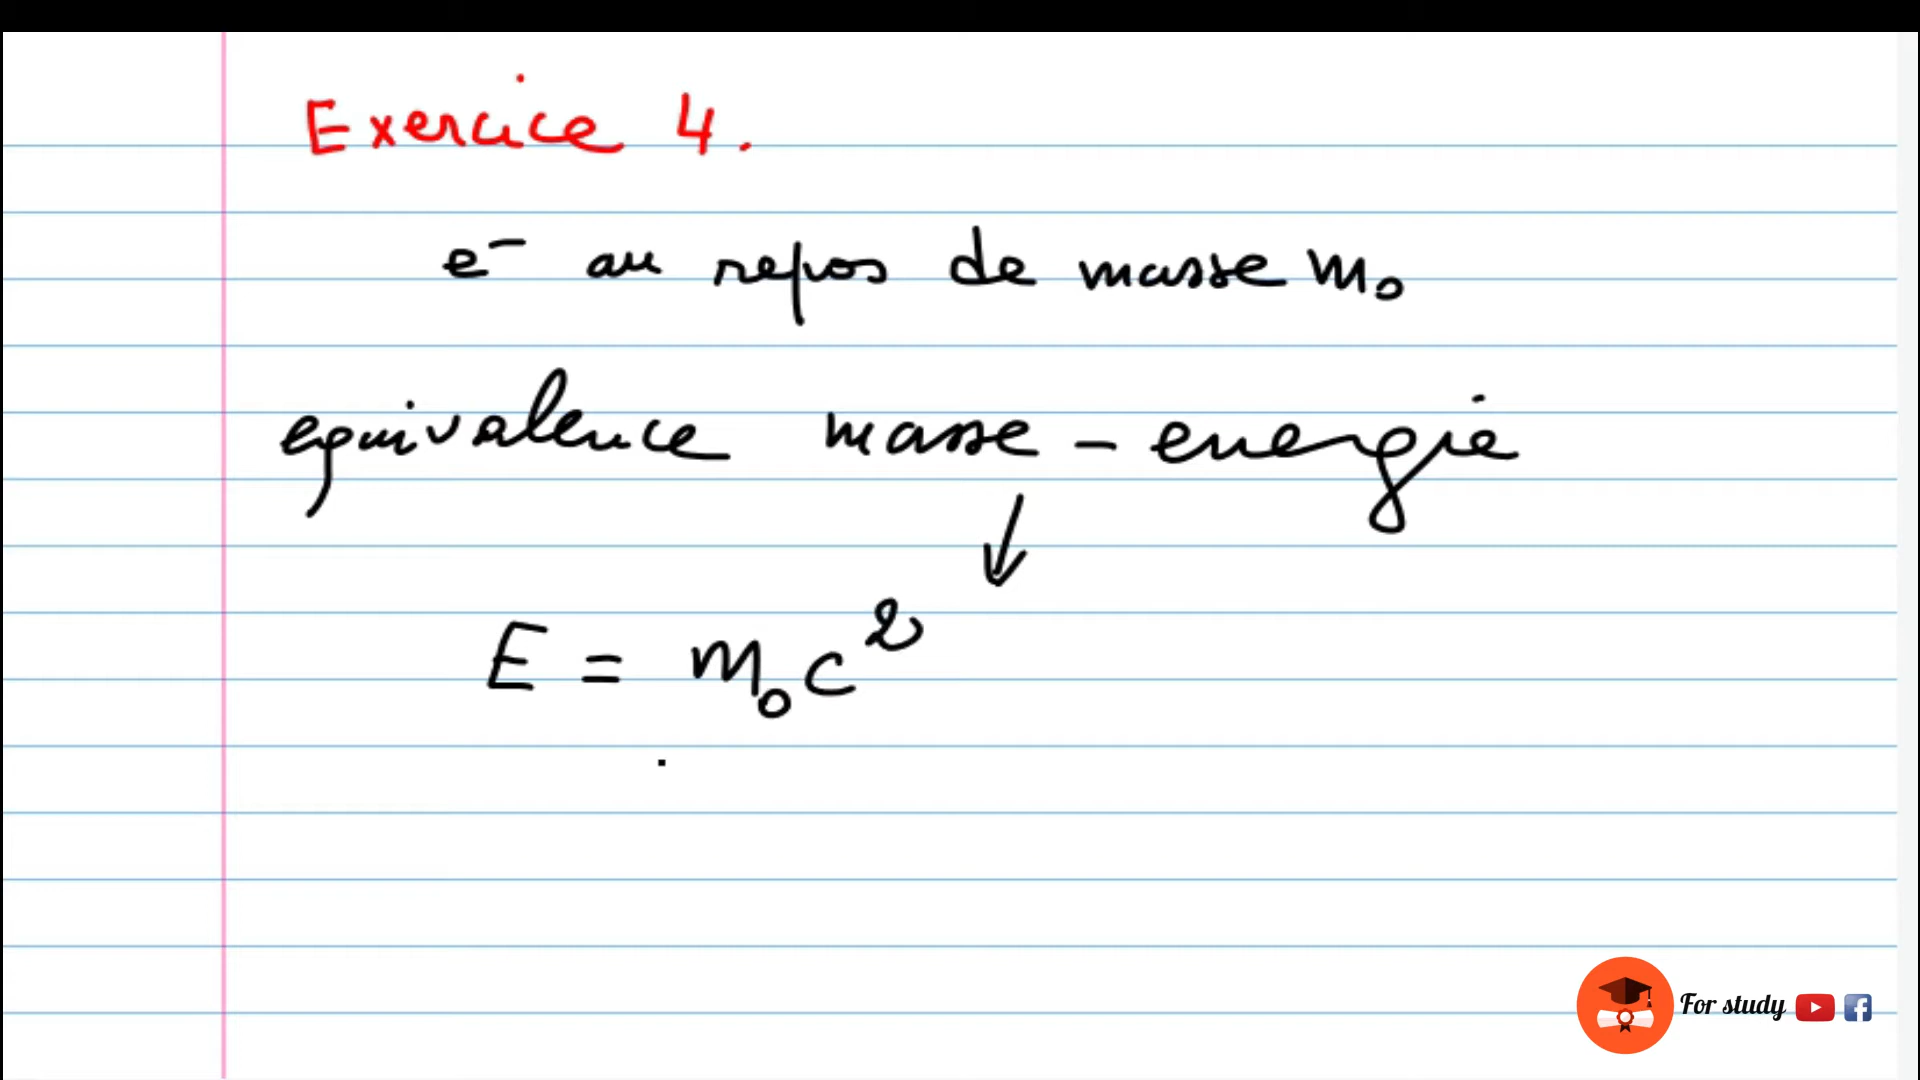 Exercice 4.
e⁻ au repos de masse m₀
equivalence masse - energie
↓
E = m₀c²
For study